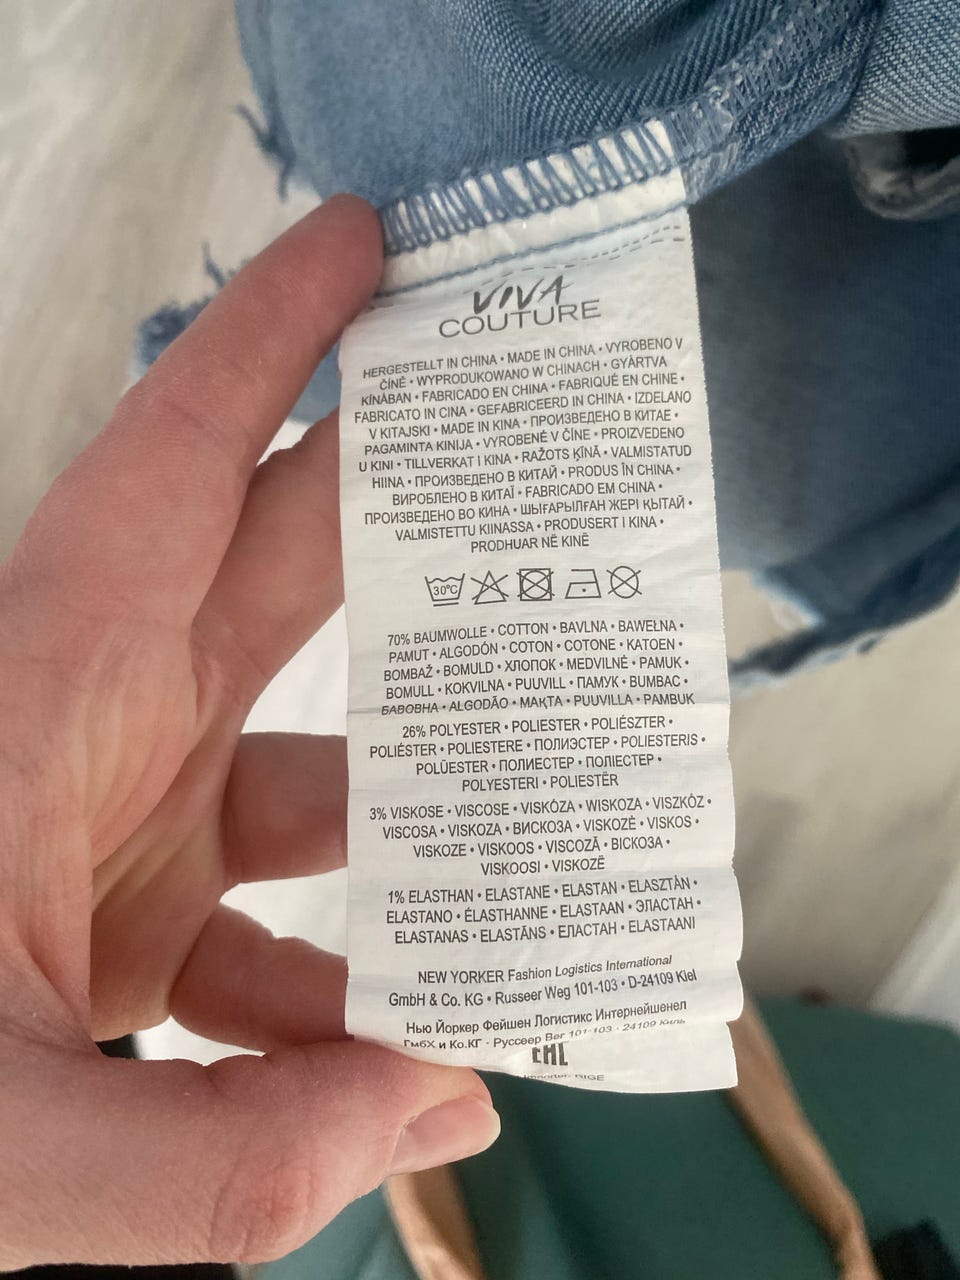 VIVA
COUTURE
HERGESTELLT IN CHINA • MADE IN CHINA • VYROBENO V
ČÍNĚ • WYPRODUKOWANO W CHINACH • GYÁRTVA
KÍNÁBAN • FABRICADO EN CHINA • FABRIQUÉ EN CHINE •
FABRICATO IN CINA • GEFABRICEERD IN CHINA • IZDELANO
V KITAJSKI • MADE IN KINA • ПРОИЗВЕДЕНО В КИТАЕ •
PAGAMINTA KINIJA • VYROBENÉ V ČÍNE • PROIZVEDENO
U KINI • TILLVERKAT I KINA • RAŽOTS ĶĪNĀ • VALMISTATUD
HIINA • ПРОИЗВЕДЕНО В КИТАЙ • PRODUS ÎN CHINA •
ВИРОБЛЕНО В КИТАЇ • FABRICADO EM CHINA •
ПРОИЗВЕДЕНО ВО КИНА • ШЫҒАРЫЛҒАН ЖЕРІ ҚЫТАЙ •
VALMISTETTU KIINASSA • PRODUSERT I KINA •
PRODHUAR NË KINË
30°C
70% BAUMWOLLE • COTTON • BAVLNA • BAWEŁNA •
PAMUT • ALGODÓN • COTON • COTONE • KATOEN •
BOMBAŽ • BOMULD • ХЛОПОК • MEDVILNĖ • PAMUK •
BOMULL • KOKVILNA • PUUVILL • ПАМУК • BUMBAC •
БАВОВНА • ALGODÃO • МАҚТА • PUUVILLA • PAMBUK
26% POLYESTER • POLIESTER • POLIÉSZTER •
POLIÉSTER • POLIESTERE • ПОЛИЭСТЕР • POLIESTERIS •
POLÜESTER • ПОЛИЕСТЕР • ПОЛІЕСТЕР •
POLYESTERI • POLIESTËR
3% VISKOSE • VISCOSE • VISKÓZA • WISKOZA • VISZKÓZ •
VISCOSA • VISKOZA • ВИСКОЗА • VISKOZĖ • VISKOS •
VISKOZE • VISKOOS • VISCOZĂ • ВІСКОЗА •
VISKOOSI • VISKOZË
1% ELASTHAN • ELASTANE • ELASTAN • ELASZTÁN •
ELASTANO • ÉLASTHANNE • ELASTAAN • ЭЛАСТАН •
ELASTANAS • ELASTĀNS • ЕЛАСТАН • ELASTAANI
NEW YORKER Fashion Logistics International
GmbH & Co. KG • Russeer Weg 101-103 • D-24109 Kiel
Нью Йоркер Фейшен Логистикс Интернейшенел
ГмбХ и Ко.КГ · Руссеер Вег 101-103 · 24109 Киль
EAC